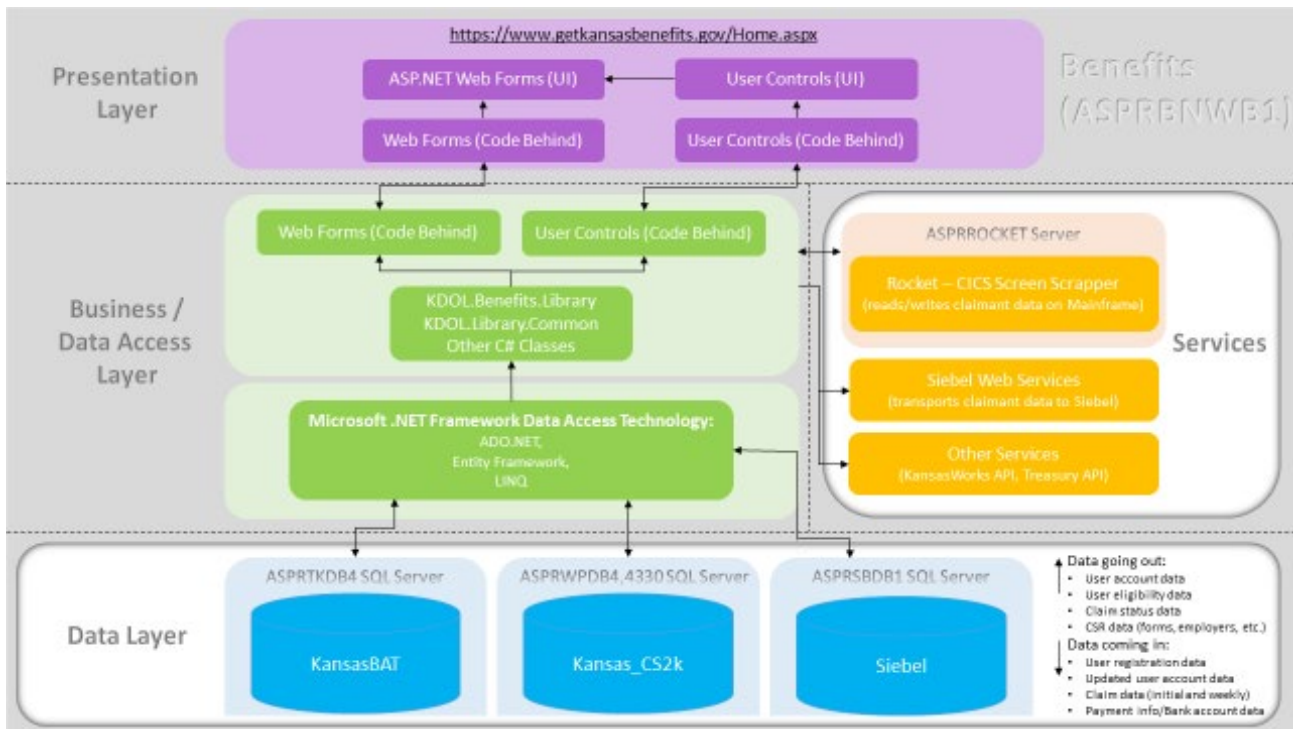 https://www.getkansasbenefits.gov/Home.aspx
Presentation
Layer
ASP.NET Web Forms (UI)
User Controls (UI)
Web Forms (Code Behind)
User Controls (Code Behind)
Benefits
(ASPRBNWB1)
Business /
Data Access
Layer
Web Forms (Code Behind)
User Controls (Code Behind)
KDOL.Benefits.Library
KDOL.Library.Common
Other C# Classes
Microsoft .NET Framework Data Access Technology:
ADO.NET,
Entity Framework,
LINQ
ASPRROCKET Server
Rocket – CICS Screen Scrapper
(reads/writes claimant data on Mainframe)
Services
Siebel Web Services
(transports claimant data to Siebel)
Other Services
(KansasWorks API, Treasury API)
Data Layer
ASPRTKDB4 SQL Server
KansasBAT
ASPRWPDB4,4330 SQL Server
Kansas_CS2k
ASPRSBDB1 SQL Server
Siebel
Data going out:
• User account data
• User eligibility data
• Claim status data
• CSR data (forms, employers, etc.)
Data coming in:
• User registration data
• Updated user account data
• Claim data (initial and weekly)
• Payment info/Bank account data